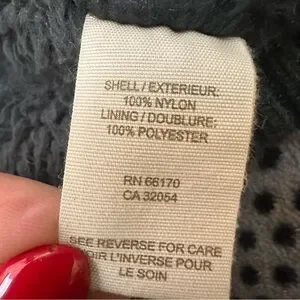 SHELL / EXTERIEUR:
100% NYLON
LINING / DOUBLURE:
100% POLYESTER
RN 66170
CA 32054
SEE REVERSE FOR CARE
VOIR L'ENVERS POUR
LE SOIN